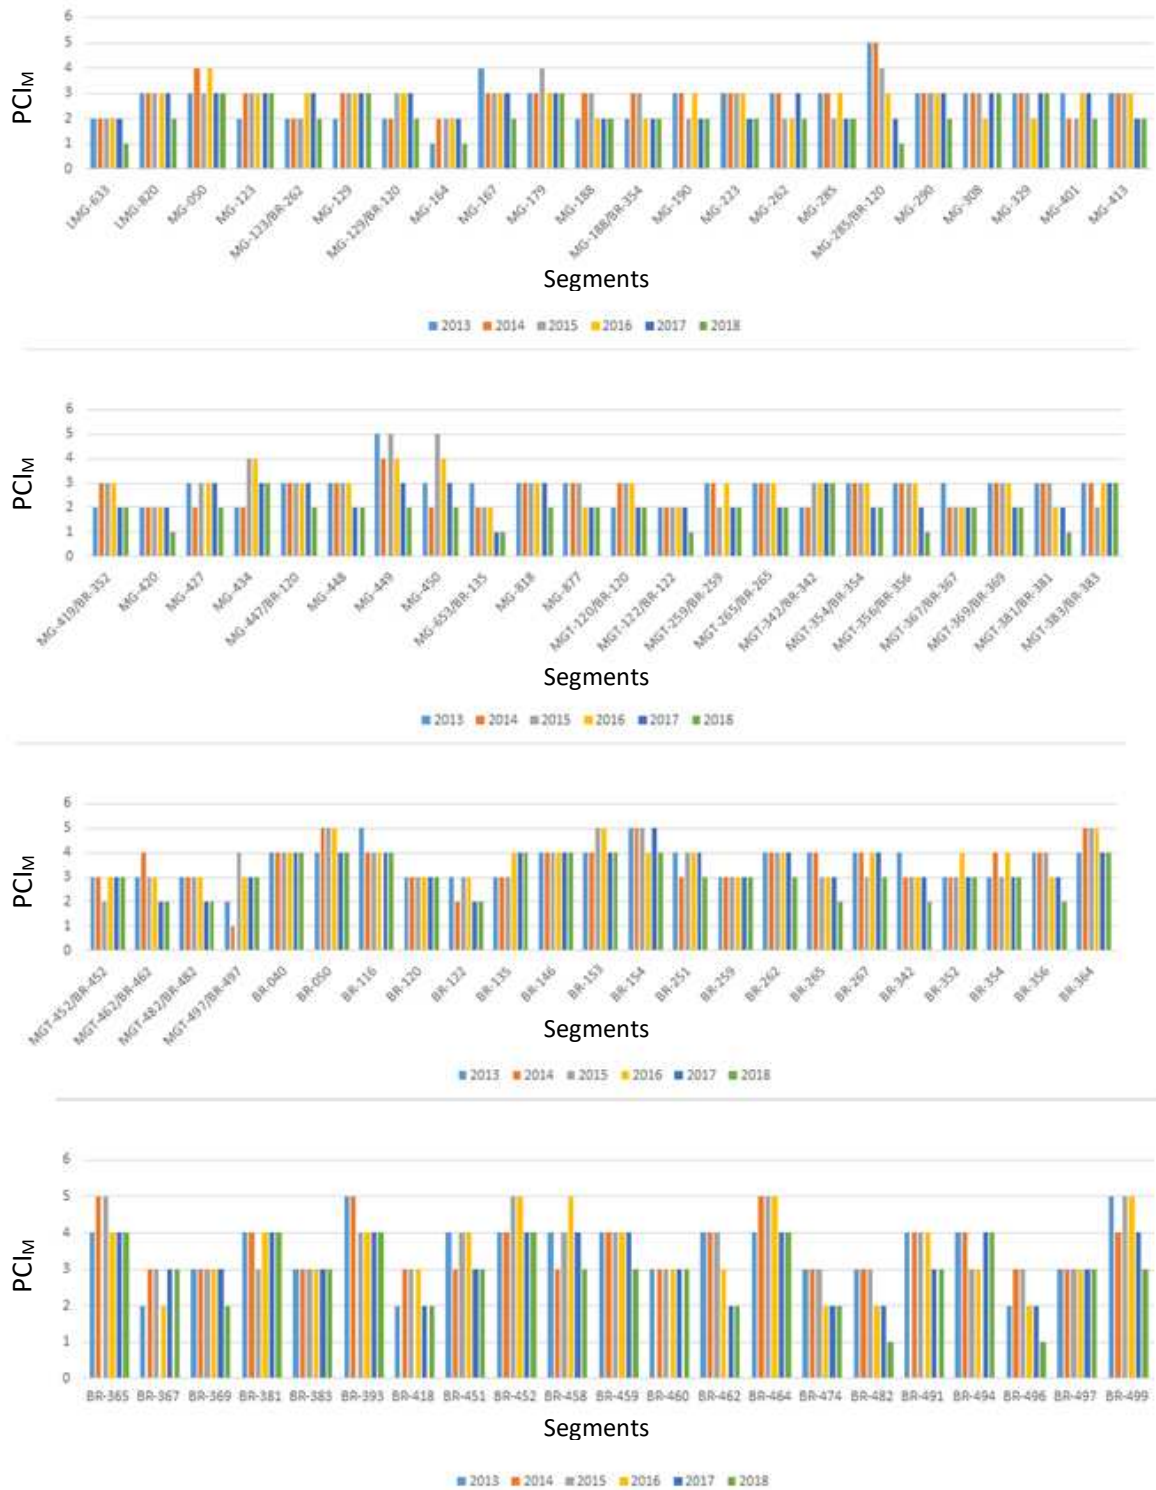 6
5
4
3
2
1
0
PCIM
LMG-633 LMG-820 MG-050 MG-123 MG-123/BR-262 MG-129 MG-129/BR-120 MG-164 MG-167 MG-179 MG-188 MG-188/BR-354 MG-190 MG-223 MG-262 MG-285 MG-285/BR-120 MG-290 MG-308 MG-329 MG-401 MG-413
Segments
2013 2014 2015 2016 2017 2018
6
5
4
3
2
1
0
PCIM
MG-419/BR-352 MG-420 MG-427 MG-434 MG-447/BR-120 MG-448 MG-449 MG-450 MG-653/BR-135 MG-818 MG-877 MGT-120/BR-120 MGT-122/BR-122 MGT-259/BR-259 MGT-265/BR-265 MGT-342/BR-342 MGT-354/BR-354 MGT-356/BR-356 MGT-367/BR-367 MGT-369/BR-369 MGT-381/BR-381 MGT-383/BR-383
Segments
2013 2014 2015 2016 2017 2018
6
5
4
3
2
1
0
PCIM
MGT-452/BR-452 MGT-462/BR-462 MGT-482/BR-482 MGT-497/BR-497 BR-040 BR-050 BR-116 BR-120 BR-122 BR-135 BR-146 BR-153 BR-154 BR-251 BR-259 BR-262 BR-265 BR-267 BR-342 BR-352 BR-354 BR-356 BR-364
Segments
2013 2014 2015 2016 2017 2018
6
5
4
3
2
1
0
PCIM
BR-365 BR-367 BR-369 BR-381 BR-383 BR-393 BR-418 BR-451 BR-452 BR-458 BR-459 BR-460 BR-462 BR-464 BR-474 BR-482 BR-491 BR-494 BR-496 BR-497 BR-499
Segments
2013 2014 2015 2016 2017 2018